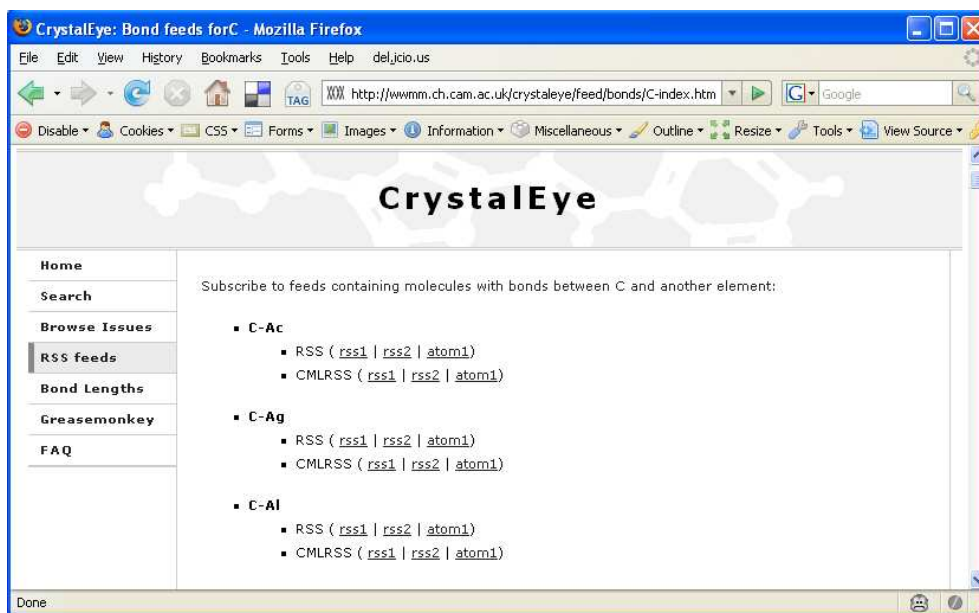 CrystalEye: Bond feeds forC - Mozilla Firefox
File Edit View History Bookmarks Tools Help del.icio.us
TAG http://wwmm.ch.cam.ac.uk/crystaleye/feed/bonds/C-index.htm G Google
Disable Cookies CSS Forms Images Information Miscellaneous Outline Resize Tools View Source
CrystalEye
Home
Search
Browse Issues
RSS feeds
Bond Lengths
Greasemonkey
FAQ
Subscribe to feeds containing molecules with bonds between C and another element:
C-Ac
RSS ( rss1 | rss2 | atom1)
CMLRSS ( rss1 | rss2 | atom1)
C-Ag
RSS ( rss1 | rss2 | atom1)
CMLRSS ( rss1 | rss2 | atom1)
C-Al
RSS ( rss1 | rss2 | atom1)
CMLRSS ( rss1 | rss2 | atom1)
Done